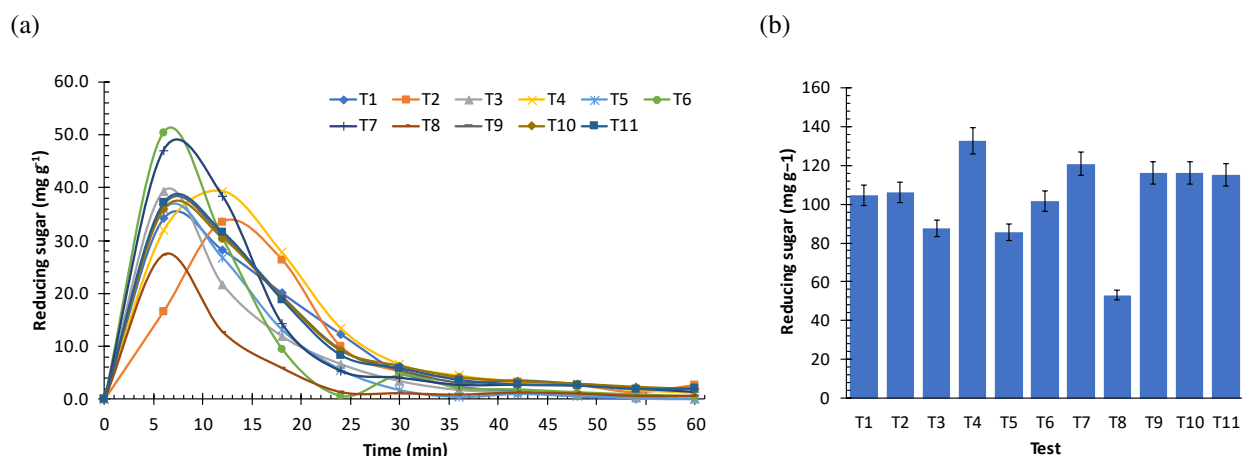 (a)
(b)
60.0
50.0
40.0
30.0
20.0
10.0
0.0
Reducing sugar (mg g-1)
T1 T2 T3 T4 T5 T6
T7 T8 T9 T10 T11
0 5 10 15 20 25 30 35 40 45 50 55 60
Time (min)
160
140
120
100
80
60
40
20
0
Reducing sugar (mg g−1)
T1 T2 T3 T4 T5 T6 T7 T8 T9 T10 T11
Test